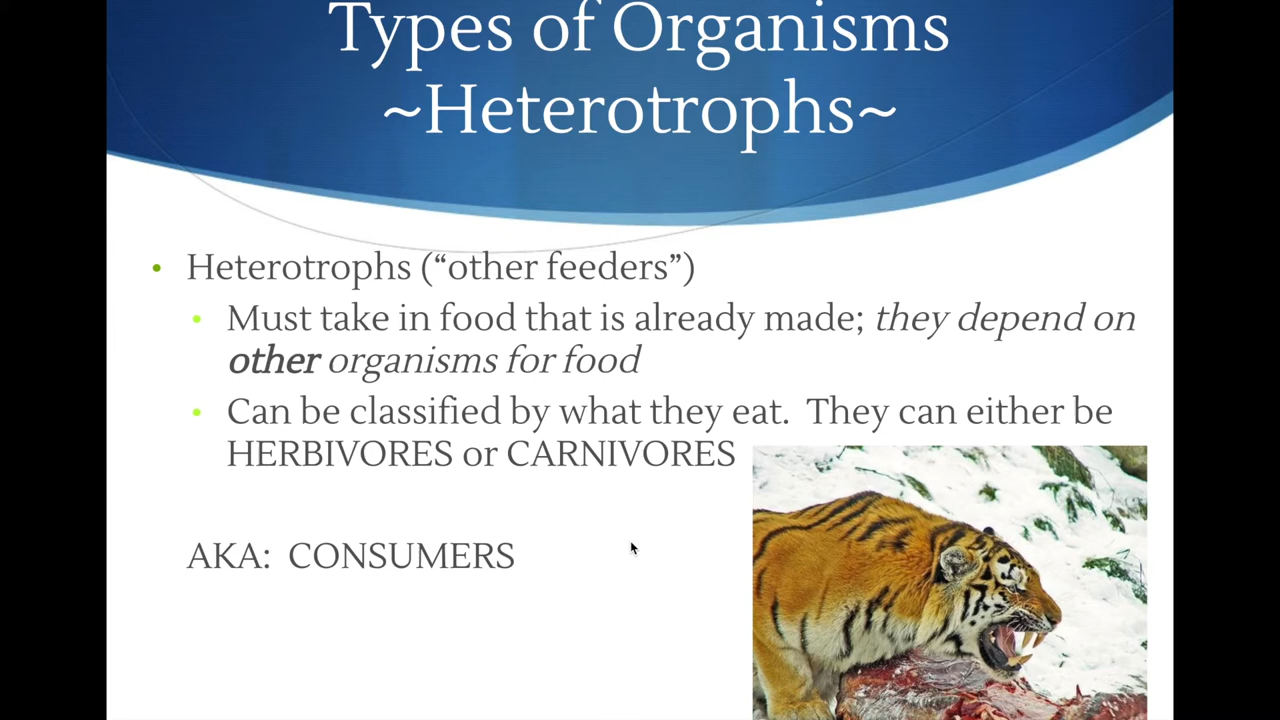 Types of Organisms
~Heterotrophs~
• Heterotrophs (“other feeders”)
• Must take in food that is already made; they depend on
other organisms for food
• Can be classified by what they eat.  They can either be
HERBIVORES or CARNIVORES
AKA:  CONSUMERS